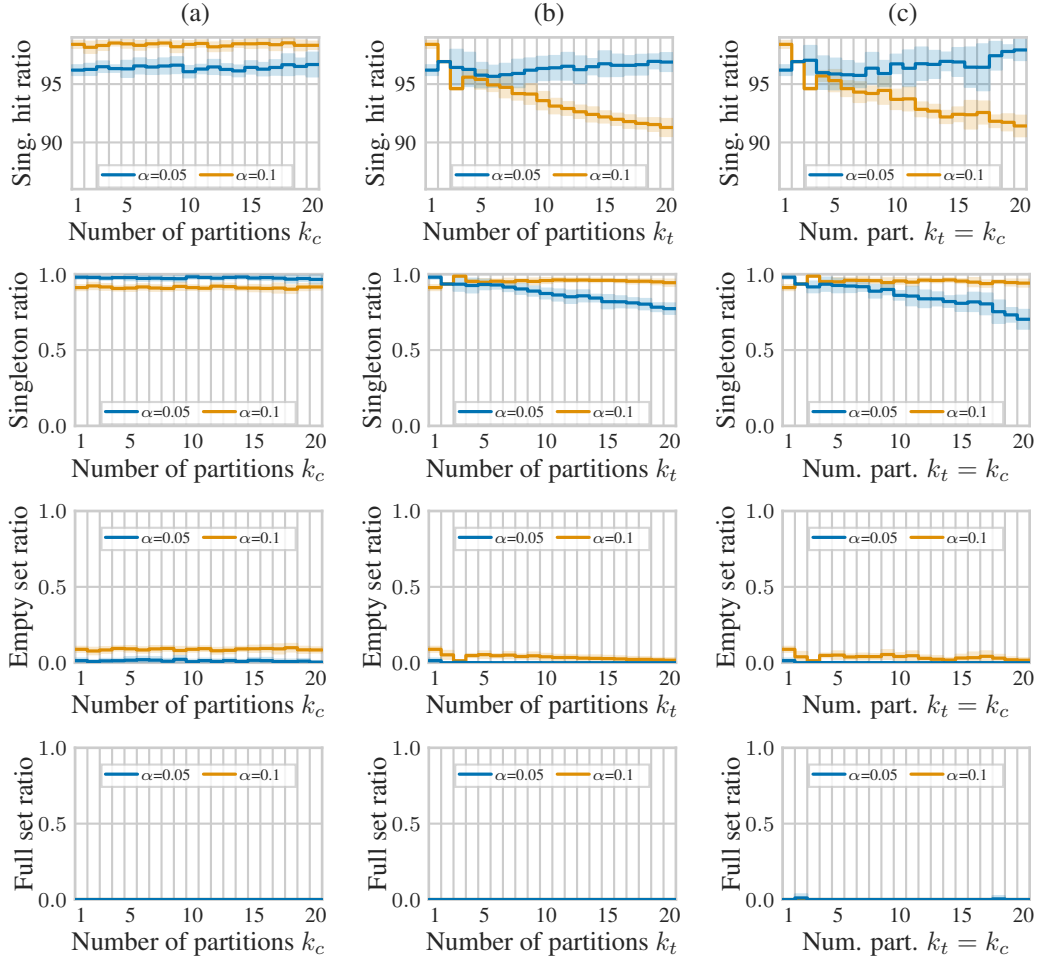 (a) (b) (c)
Sing. hit ratio
95
90
α=0.05 α=0.1
1 5 10 15 20
Number of partitions k_c
Sing. hit ratio
95
90
α=0.05 α=0.1
1 5 10 15 20
Number of partitions k_t
Sing. hit ratio
95
90
α=0.05 α=0.1
1 5 10 15 20
Num. part. k_t = k_c
Singleton ratio
1.0
0.5
0.0
α=0.05 α=0.1
1 5 10 15 20
Number of partitions k_c
Singleton ratio
1.0
0.5
0.0
α=0.05 α=0.1
1 5 10 15 20
Number of partitions k_t
Singleton ratio
1.0
0.5
0.0
α=0.05 α=0.1
1 5 10 15 20
Num. part. k_t = k_c
Empty set ratio
1.0
0.5
0.0
α=0.05 α=0.1
1 5 10 15 20
Number of partitions k_c
Empty set ratio
1.0
0.5
0.0
α=0.05 α=0.1
1 5 10 15 20
Number of partitions k_t
Empty set ratio
1.0
0.5
0.0
α=0.05 α=0.1
1 5 10 15 20
Num. part. k_t = k_c
Full set ratio
1.0
0.5
0.0
α=0.05 α=0.1
1 5 10 15 20
Number of partitions k_c
Full set ratio
1.0
0.5
0.0
α=0.05 α=0.1
1 5 10 15 20
Number of partitions k_t
Full set ratio
1.0
0.5
0.0
α=0.05 α=0.1
1 5 10 15 20
Num. part. k_t = k_c